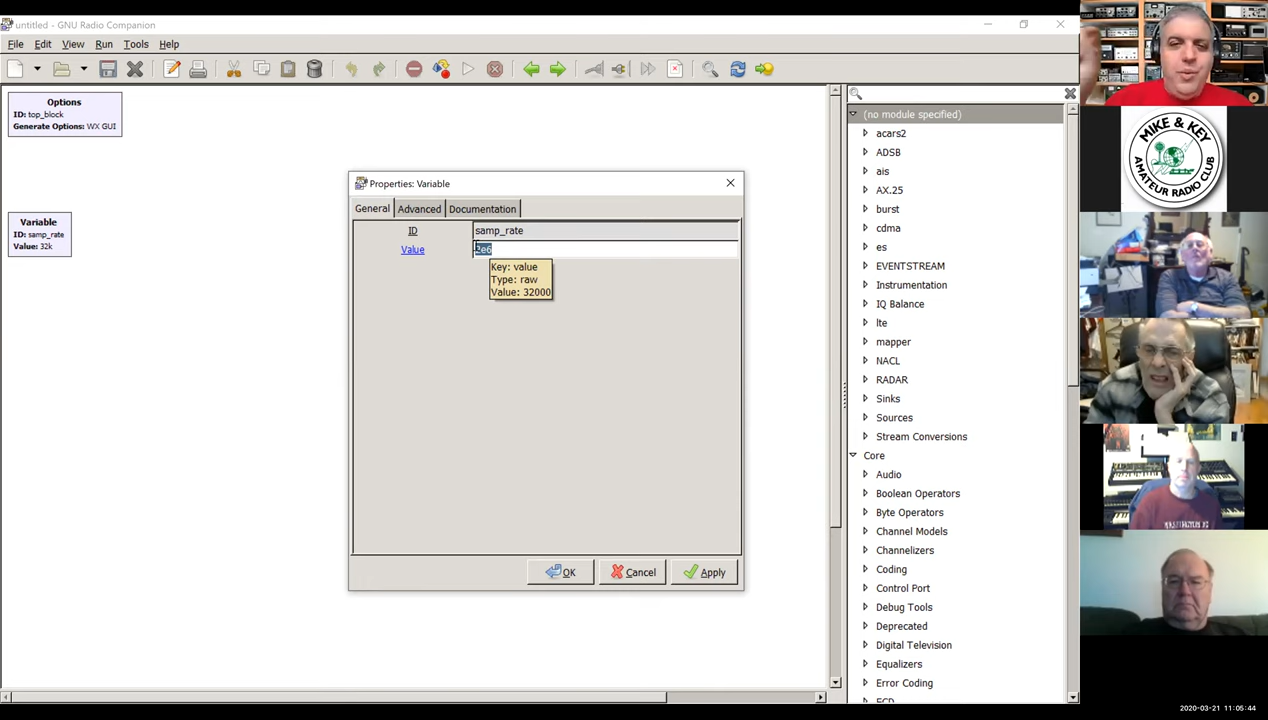 untitled - GNU Radio Companion
File Edit View Run Tools Help
Options
ID: top_block
Generate Options: WX GUI
Variable
ID: samp_rate
Value: 32k
Properties: Variable
General Advanced Documentation
ID samp_rate
Value 2e6
Key: value
Type: raw
Value: 32000
OK Cancel Apply
(no module specified)
acars2
ADSB
ais
AX.25
burst
cdma
es
EVENTSTREAM
Instrumentation
IQ Balance
lte
mapper
NACL
RADAR
Sinks
Sources
Stream Conversions
Core
Audio
Boolean Operators
Byte Operators
Channel Models
Channelizers
Coding
Control Port
Debug Tools
Deprecated
Digital Television
Equalizers
Error Coding
MIKE & KEY
AMATEUR RADIO CLUB
2020-03-21 11:05:44